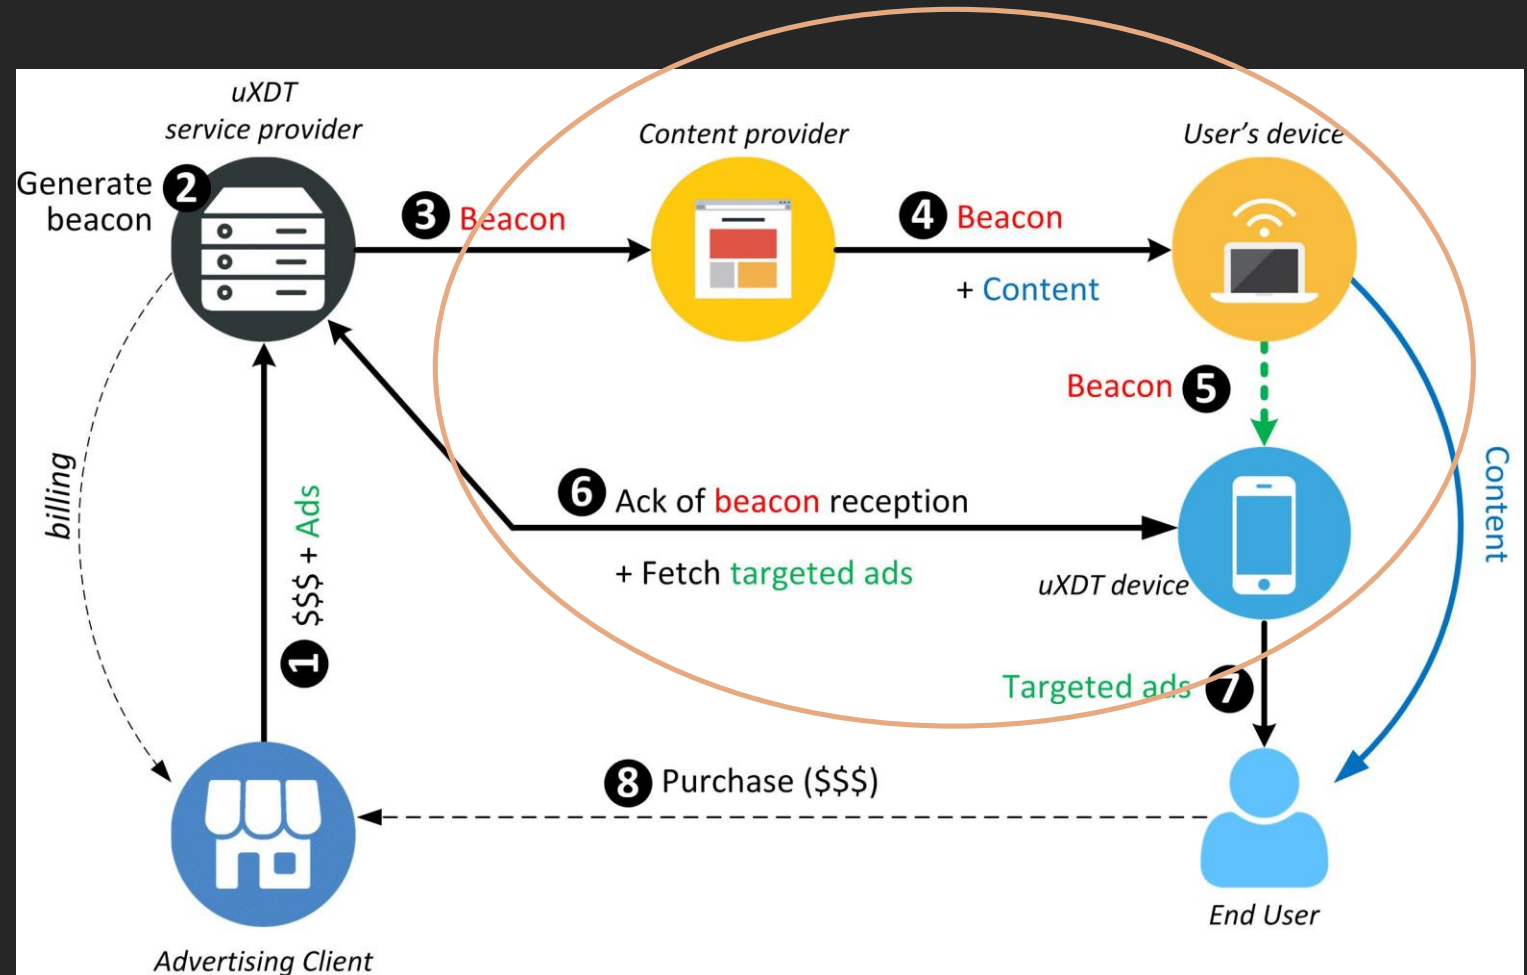 uXDT
service provider
Content provider
User's device
Generate
beacon
2
3 Beacon
4 Beacon
+ Content
Beacon 5
billing
1 $$$ + Ads
6 Ack of beacon reception
+ Fetch targeted ads
uXDT device
Content
Targeted ads 7
8 Purchase ($$$)
End User
Advertising Client